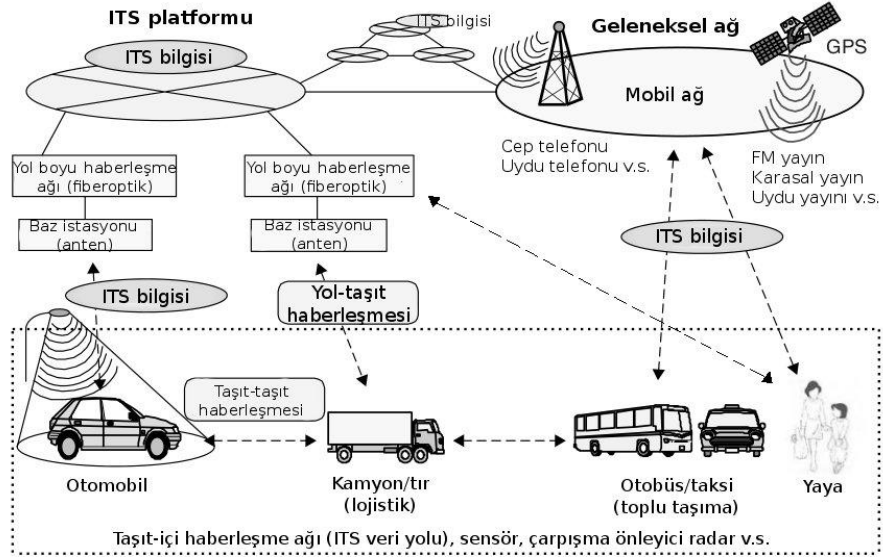 ITS platformu
ITS bilgisi
ITS bilgisi
Geleneksel ağ
GPS
Mobil ağ
Cep telefonu
Uydu telefonu v.s.
FM yayın
Karasal yayın
Uydu yayını v.s.
Yol boyu haberleşme
ağı (fiberoptik)
Yol boyu haberleşme
ağı (fiberoptik)
Baz istasyonu
(anten)
Baz istasyonu
(anten)
ITS bilgisi
ITS bilgisi
Yol-taşıt
haberleşmesi
Taşıt-taşıt
haberleşmesi
Otomobil
Kamyon/tır
(lojistik)
Otobüs/taksi
(toplu taşıma)
Yaya
Taşıt-içi haberleşme ağı (ITS veri yolu), sensör, çarpışma önleyici radar v.s.